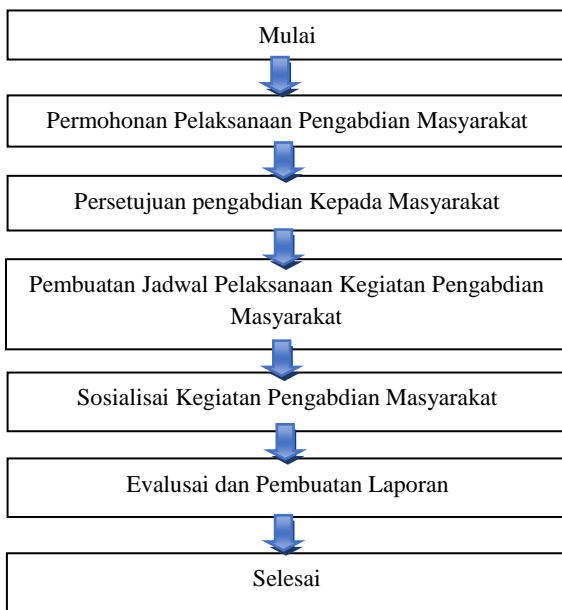 Mulai
Permohonan Pelaksanaan Pengabdian Masyarakat
Persetujuan pengabdian Kepada Masyarakat
Pembuatan Jadwal Pelaksanaan Kegiatan Pengabdian
Masyarakat
Sosialisai Kegiatan Pengabdian Masyarakat
Evalusai dan Pembuatan Laporan
Selesai